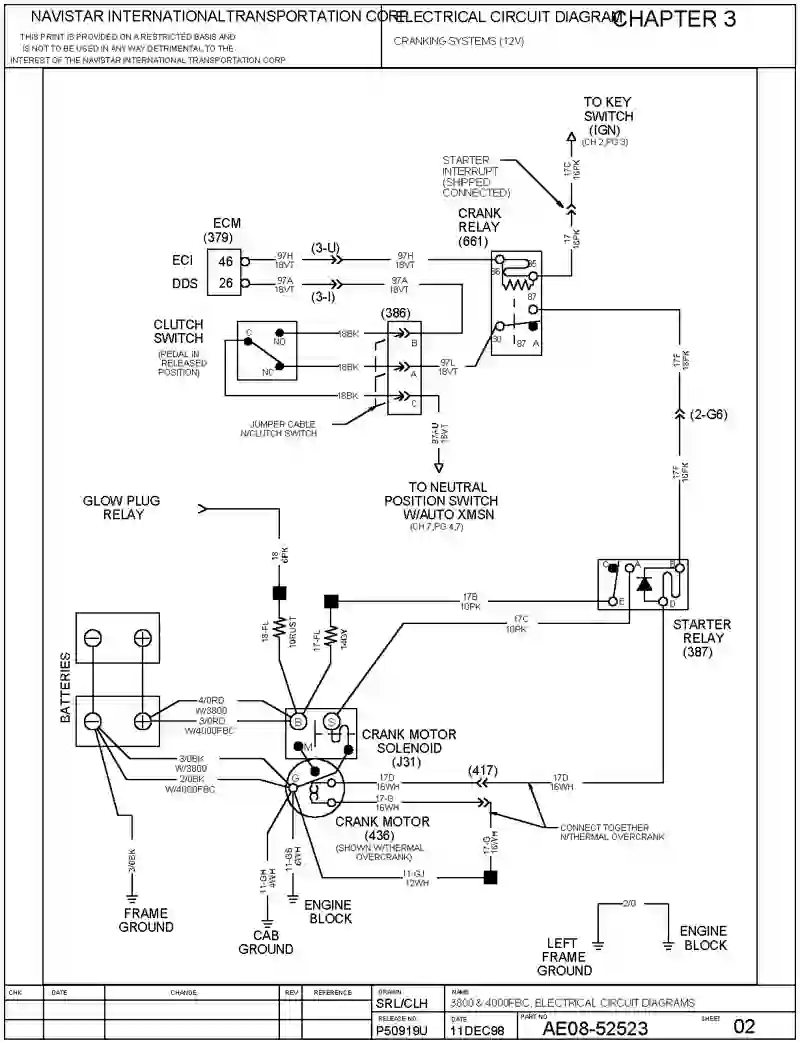 NAVISTAR INTERNATIONAL TRANSPORTATION CORP.
THIS PRINT IS PROVIDED ON A RESTRICTED BASIS AND
IS NOT TO BE USED IN ANY WAY DETRIMENTAL TO THE
INTEREST OF THE NAVISTAR INTERNATIONAL TRANSPORTATION CORP
ELECTRICAL CIRCUIT DIAGRAM
CHAPTER 3
CRANKING SYSTEMS (12V)
TO KEY
SWITCH
(IGN)
(CH 2,PG 3)
17C
16PK
STARTER
INTERRUPT
(SHIPPED
CONNECTED)
17
16PK
CRANK
RELAY
(661)
86
85
87
30
87 A
ECM
(379)
ECI
46
DDS
26
97H
18VT
(3-U)
97H
18VT
97A
18VT
(3-I)
97A
18VT
CLUTCH
SWITCH
(PEDAL IN
RELEASED
POSITION)
C
NO
NC
18BK
18BK
18BK
(386)
B
A
C
97L
18VT
JUMPER CABLE
N/CLUTCH SWITCH
97AU
18VT
17F
16PK
(2-G6)
17F
16PK
TO NEUTRAL
POSITION SWITCH
W/AUTO XMSN
(CH 7,PG 4,7)
GLOW PLUG
RELAY
18
6PK
18-FL
10RUST
17-FL
14GY
17B
10PK
17C
10PK
C
A
B
E
D
STARTER
RELAY
(387)
BATTERIES
4/0RD
W/3800
3/0RD
W/4000FBC
B
S
M
CRANK MOTOR
SOLENOID
(J31)
3/0BK
W/3800
2/0BK
W/4000FBC
G
17D
16WH
(417)
17D
16WH
17-G
16WH
CRANK MOTOR
(436)
(SHOWN W/THERMAL
OVERCRANK)
CONNECT TOGETHER
N/THERMAL OVERCRANK
17-G
16WH
3/0BK
11-GH
4WH
11-GB
6WH
11-GJ
12WH
FRAME
GROUND
CAB
GROUND
ENGINE
BLOCK
2/0
LEFT
FRAME
GROUND
ENGINE
BLOCK
CHK
DATE
CHANGE
REV
REFERENCE
DRAWN
SRL/CLH
NAME
3800 & 4000FBC, ELECTRICAL CIRCUIT DIAGRAMS
RELEASE NO.
P50919U
DATE
11DEC98
PART NO
AE08-52523
SHEET
02